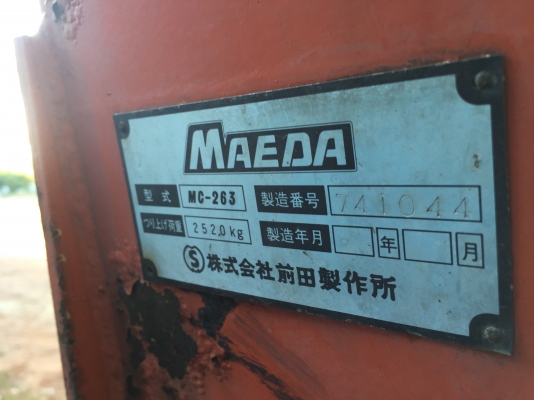 MAEDA
型式 MC-263 製造番号 741044
つり上げ荷重 2520kg 製造年月 年 月
Ⓢ株式会社前田製作所